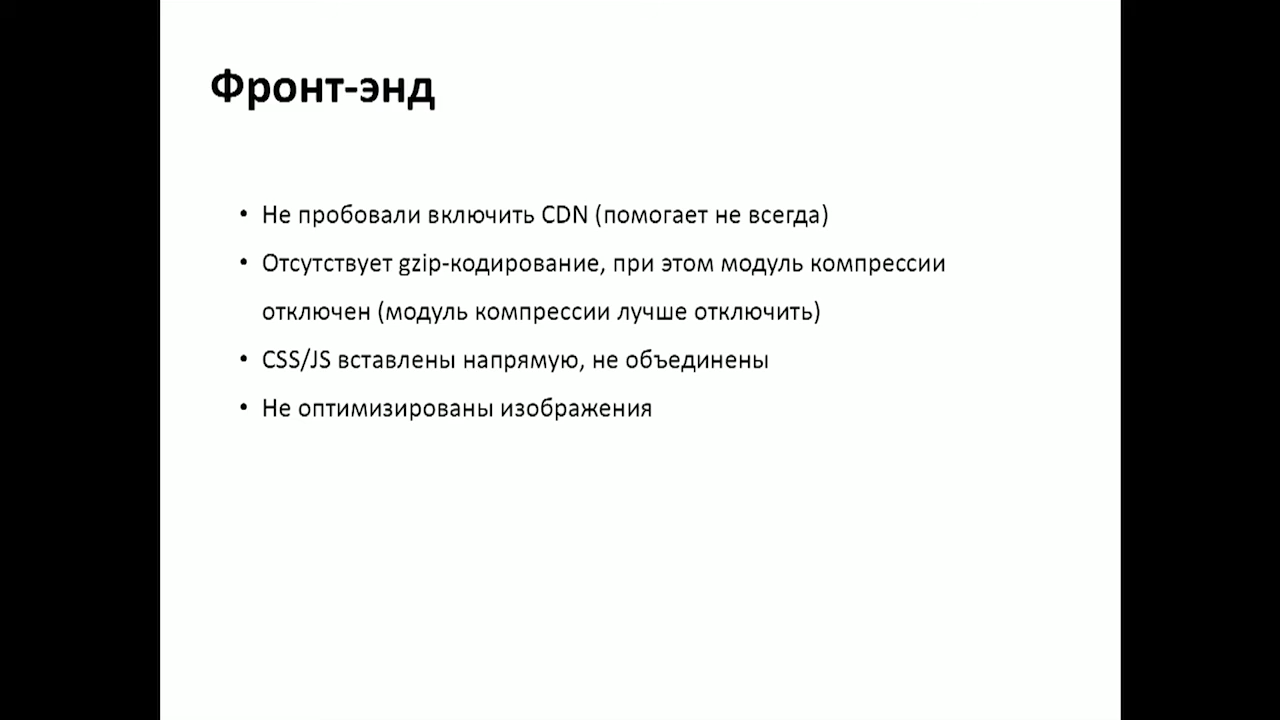 Фронт-энд
• Не пробовали включить CDN (помогает не всегда)
• Отсутствует gzip-кодирование, при этом модуль компрессии
отключен (модуль компрессии лучше отключить)
• CSS/JS вставлены напрямую, не объединены
• Не оптимизированы изображения